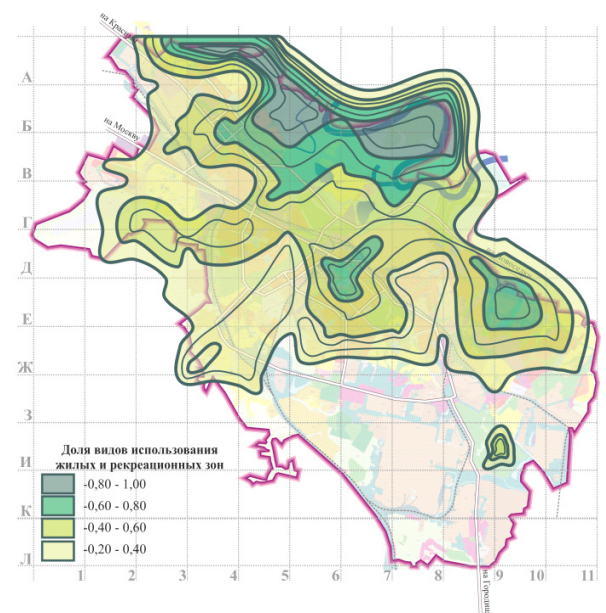 на Красн
А
Б
на Москву
В
Г
Д
Е
Ж
З
Доля видов использования
жилых и рекреационных зон
И
-0,80 - 1,00
-0,60 - 0,80
К
-0,40 - 0,60
-0,20 - 0,40
Л
1 2 3 4 5 6 7 8 9 10 11
на Городищ